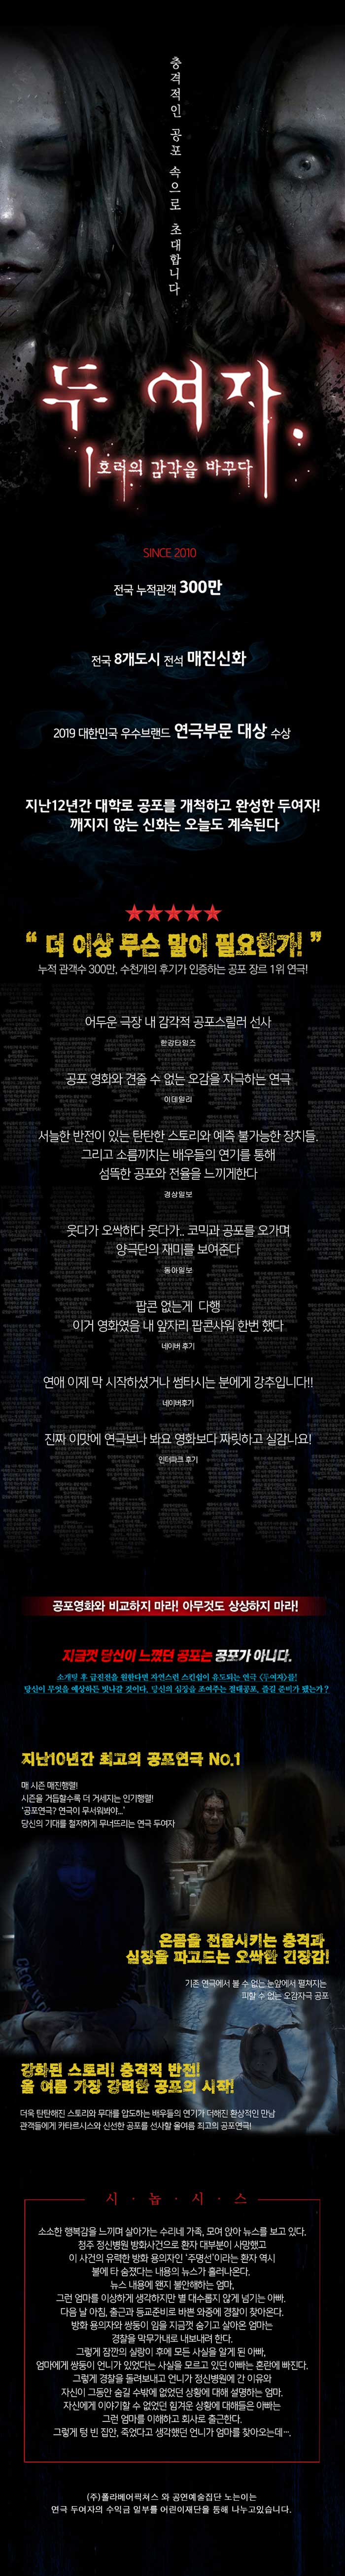 충격적인 공포 속으로 초대합니다
두 여자.
호러의 감각을 바꾸다
SINCE 2010
전국 누적관객 300만
전국 8개도시 전석 매진신화
2019 대한민국 우수브랜드 연극부문 대상 수상
지난12년간 대학로 공포를 개척하고 완성한 두여자!
깨지지 않는 신화는 오늘도 계속된다
★★★★★
“ 더 이상 무슨 말이 필요한가! ”
누적 관객수 300만, 수천개의 후기가 인증하는 공포 장르 1위 연극!
어두운 극장 내 감각적 공포스릴러 선사
한강타임즈
공포 영화와 견줄 수 없는 오감을 자극하는 연극
이데일리
서늘한 반전이 있는 탄탄한 스토리와 예측 불가능한 장치들.
그리고 소름끼치는 배우들의 연기를 통해
섬뜩한 공포와 전율을 느끼게한다
경상일보
웃다가 오싹하다 웃다가.. 코믹과 공포를 오가며
양극단의 재미를 보여준다
동아일보
팝콘 없는게 다행
이거 영화였음 내 앞자리 팝콘샤워 한번 했다
네이버 후기
연애 이제 막 시작하셨거나 썸타시는 분에게 강추입니다!!
네이버후기
진짜 이맛에 연극보나 봐요. 영화보다 짜릿하고 실감나요!
인터파크 후기
공포영화와 비교하지 마라! 아무것도 상상하지 마라!
지금껏 당신이 느꼈던 공포는 공포가 아니다.
소개팅 후 급진전을 원한다면 자연스런 스킨쉽이 유도되는 연극 <두여자>를!
당신이 무엇을 예상하든 빗나갈 것이다. 당신의 심장을 조여주는 절대공포, 즐길 준비가 됐는가?
지난10년간 최고의 공포연극 NO.1
매 시즌 매진행렬!
시즌을 거듭할수록 더 거세지는 인기행렬!
‘공포연극? 연극이 무서워봐야...’
당신의 기대를 철저하게 무너뜨리는 연극 두여자
온몸을 전율시키는 충격과
심장을 파고드는 오싹한 긴장감!
기존 연극에서 볼 수 없는 눈앞에서 펼쳐지는
피할 수 없는 오감자극 공포
강화된 스토리! 충격적 반전!
올 여름 가장 강력한 공포의 시작!
더욱 탄탄해진 스토리와 무대를 압도하는 배우들의 연기가 더해진 환상적인 만남
관객들에게 카타르시스와 신선한 공포를 선사할 올여름 최고의 공포연극!
시 · 놉 · 시 · 스
소소한 행복감을 느끼며 살아가는 수리네 가족, 모여 앉아 뉴스를 보고 있다.
청주 정신병원 방화사건으로 환자 대부분이 사망했고
이 사건의 유력한 방화 용의자인 ‘주명선’이라는 환자 역시
불에 타 숨졌다는 내용의 뉴스가 흘러나온다.
뉴스 내용에 왠지 불안해하는 엄마,
그런 엄마를 이상하게 생각하지만 별 대수롭지 않게 넘기는 아빠.
다음 날 아침, 출근과 등교준비로 바쁜 와중에 경찰이 찾아온다.
방화 용의자와 쌍둥이 임을 지금껏 숨기고 살아온 엄마는
경찰을 막무가내로 내보내려 한다.
그렇게 잠깐의 실랑이 후에 모든 사실을 알게 된 아빠,
엄마에게 쌍둥이 언니가 있었다는 사실을 모르고 있던 아빠는 혼란에 빠진다.
그렇게 경찰을 돌려보내고 언니가 정신병원에 간 이유와
자신이 그동안 숨길 수밖에 없었던 상황에 대해 설명하는 엄마.
자신에게 이야기할 수 없었던 힘겨운 상황에 대해들은 아빠는
그런 엄마를 이해하고 회사로 출근한다.
그렇게 텅 빈 집안, 죽었다고 생각했던 언니가 엄마를 찾아오는데….
(주)폴라베어픽쳐스 와 공연예술집단 노는이는
연극 두여자의 수익금 일부를 어린이재단을 통해 나누고있습니다.